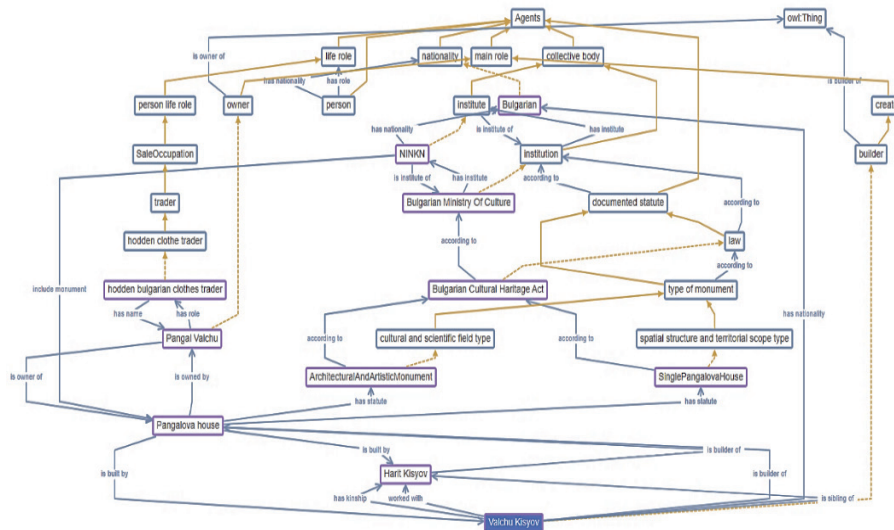 Agents
owl:Thing
is owner of
life role
nationality
main role
collective body
has nationality
has role
is builder of
person life role
owner
person
institute
Bulgarian
creat
has nationality
is institute of
has institute
SaleOccupation
NINKN
institution
builder
is institute of
has institute
according to
trader
Bulgarian Ministry Of Culture
documented statute
according to
hodden clothe trader
according to
law
according to
hodden bulgarian clothes trader
Bulgarian Cultural Haritage Act
type of monument
include monument
has name
has role
has nationality
Pangal Valchu
according to
cultural and scientific field type
according to
spatial structure and territorial scope type
is owner of
is owned by
ArchitecturalAndArtisticMonument
SinglePangalovaHouse
has statute
has statute
Pangalova house
is built by
is builder of
is built by
Harit Kisyov
is builder of
has kinship
worked with
is sibling of
Valchu Kisyov